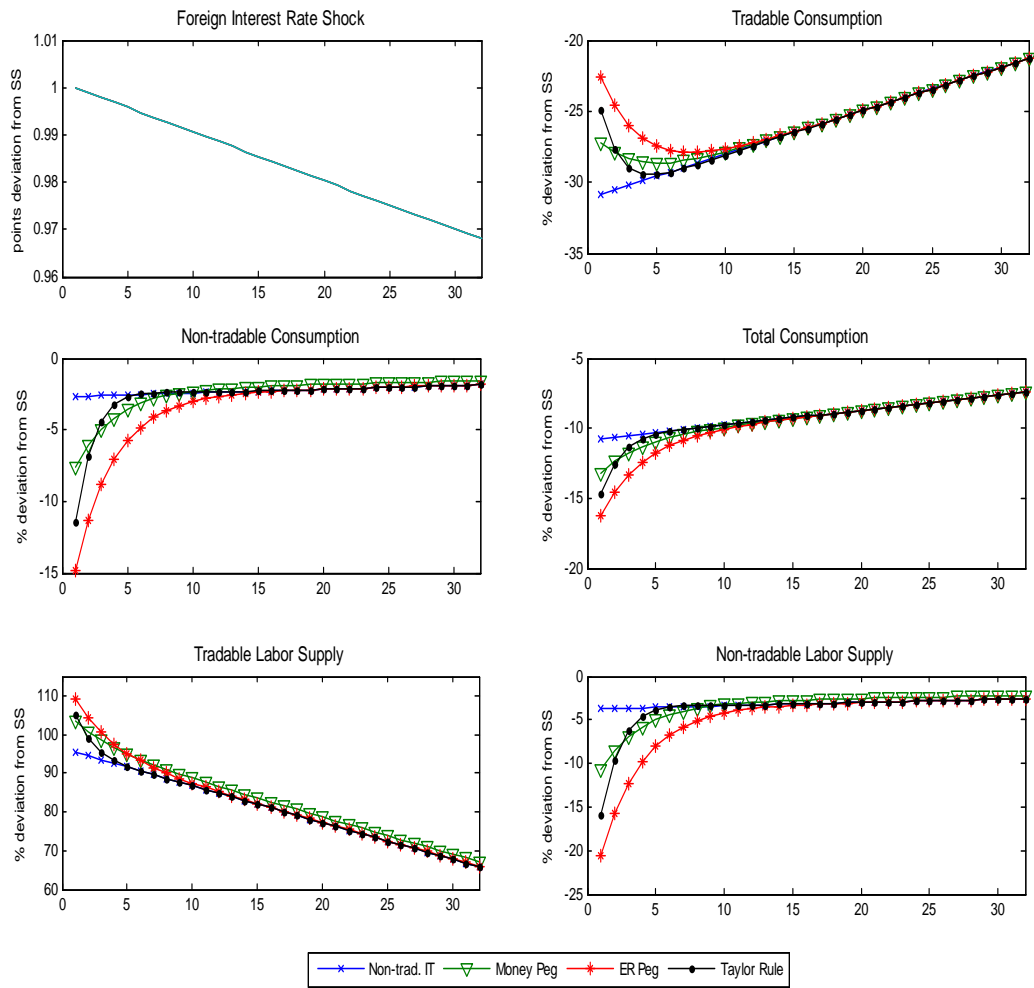 Foreign Interest Rate Shock
points deviation from SS
1.01
1
0.99
0.98
0.97
0.96
0 5 10 15 20 25 30
Tradable Consumption
% deviation from SS
-20
-25
-30
-35
0 5 10 15 20 25 30
Non-tradable Consumption
% deviation from SS
0
-5
-10
-15
0 5 10 15 20 25 30
Total Consumption
% deviation from SS
-5
-10
-15
-20
0 5 10 15 20 25 30
Tradable Labor Supply
% deviation from SS
110
100
90
80
70
60
0 5 10 15 20 25 30
Non-tradable Labor Supply
% deviation from SS
0
-5
-10
-15
-20
-25
0 5 10 15 20 25 30
Non-trad. IT Money Peg ER Peg Taylor Rule